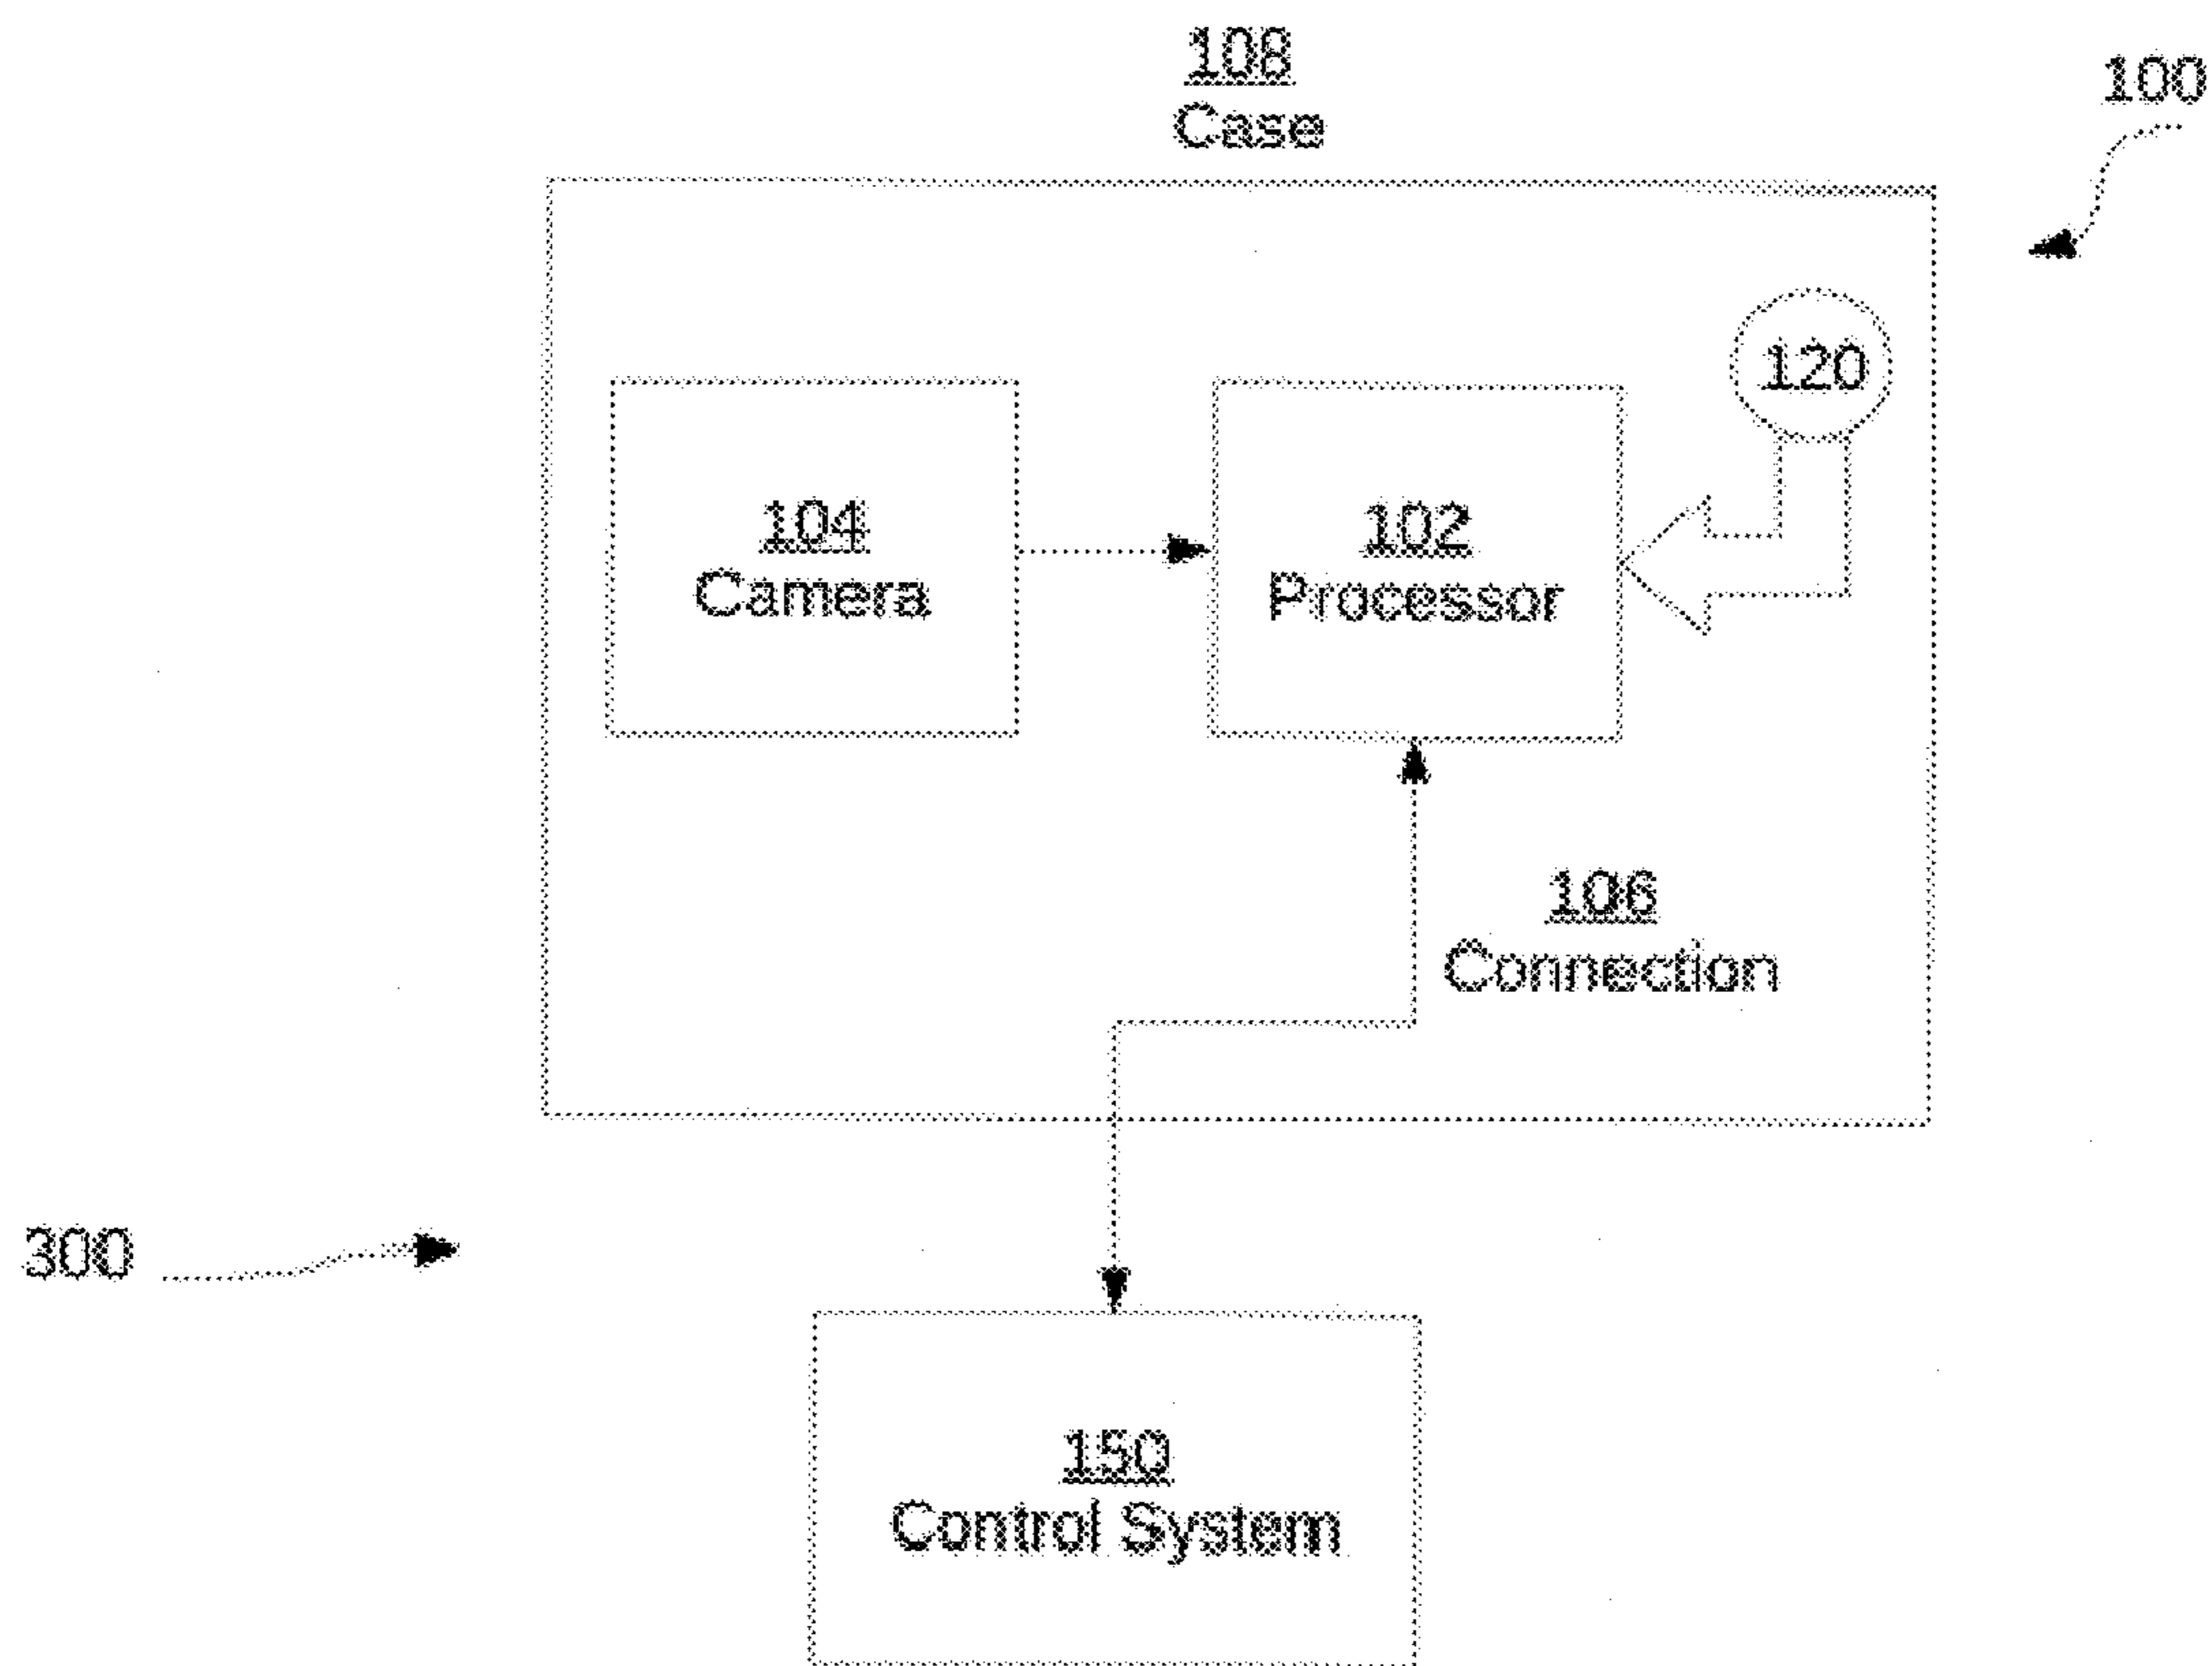 108
Case
100
120
104
Camera
102
Processor
106
Connection
300
150
Control System